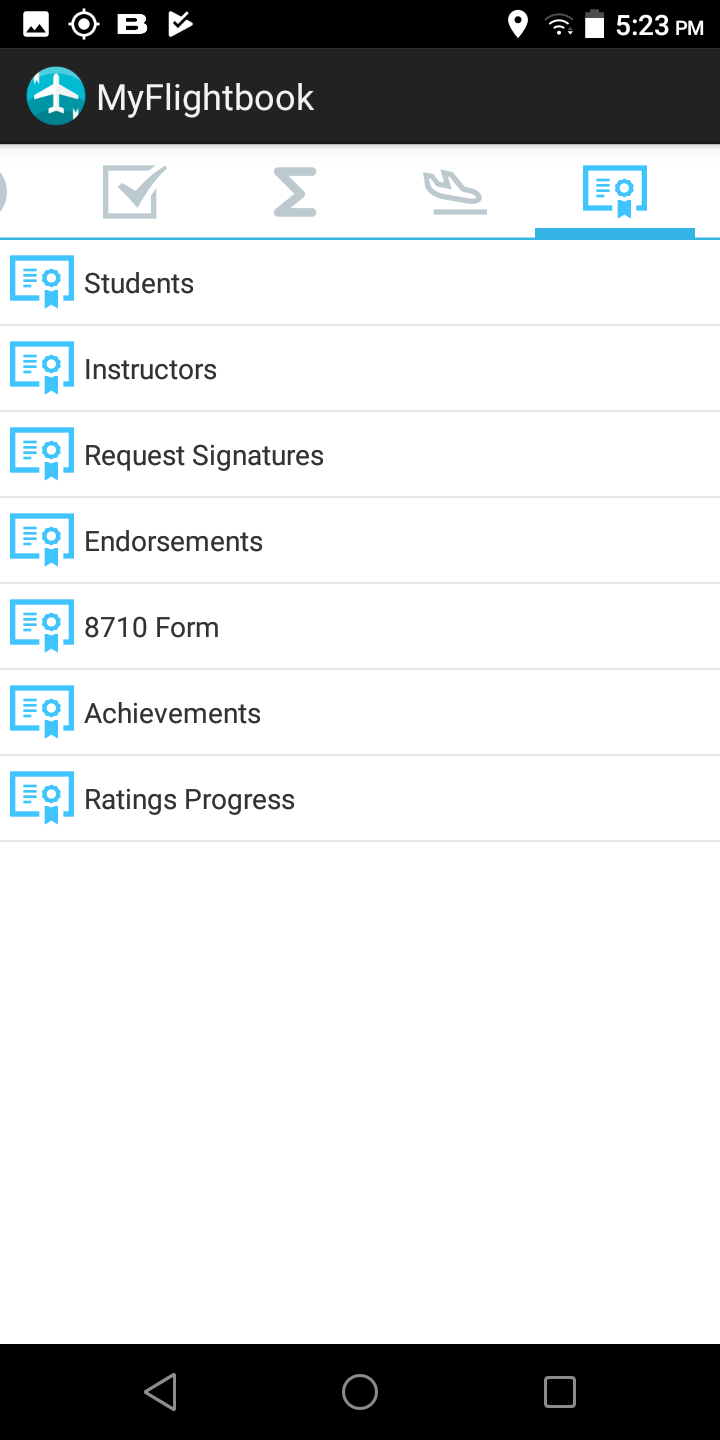 5:23 PM
MyFlightbook
Students
Instructors
Request Signatures
Endorsements
8710 Form
Achievements
Ratings Progress